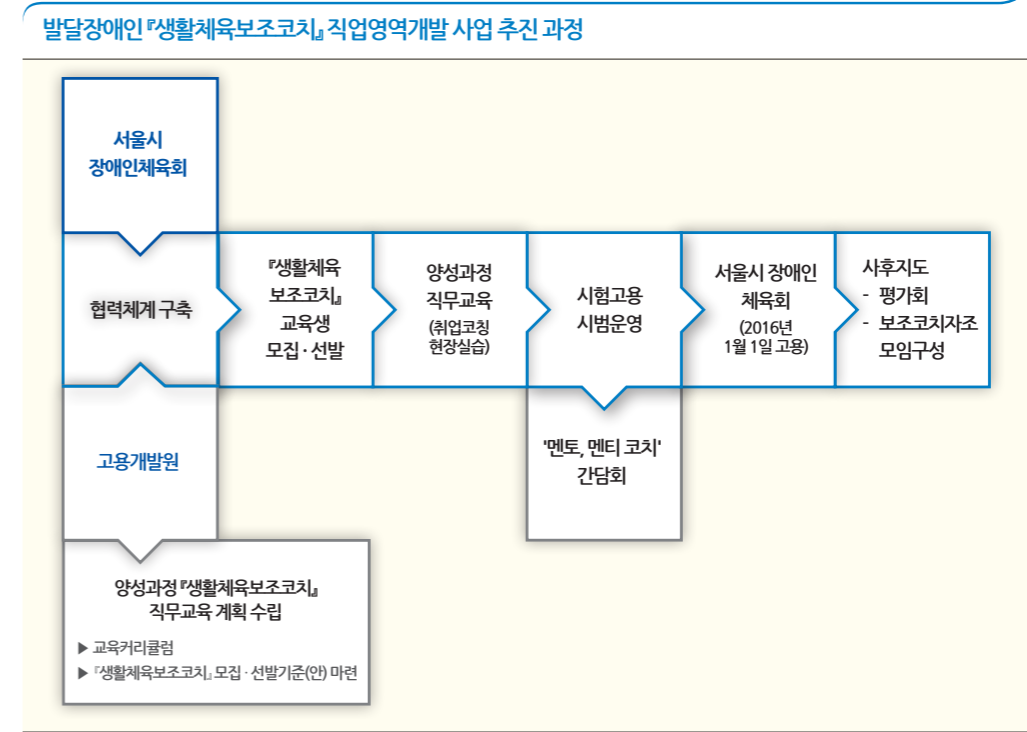 발달장애인 『생활체육보조코치』 직업영역개발 사업 추진 과정
서울시
장애인체육회
협력체계 구축
『생활체육
보조코치』
교육생
모집 · 선발
양성과정
직무교육
(취업코칭
현장실습)
시험고용
시범운영
서울시 장애인
체육회
(2016년
1월 1일 고용)
사후지도
- 평가회
- 보조코치자조
모임구성
고용개발원
'멘토, 멘티 코치'
간담회
양성과정 『생활체육보조코치』
직무교육 계획 수립
▶ 교육커리큘럼
▶ 『생활체육보조코치』 모집 · 선발기준(안) 마련